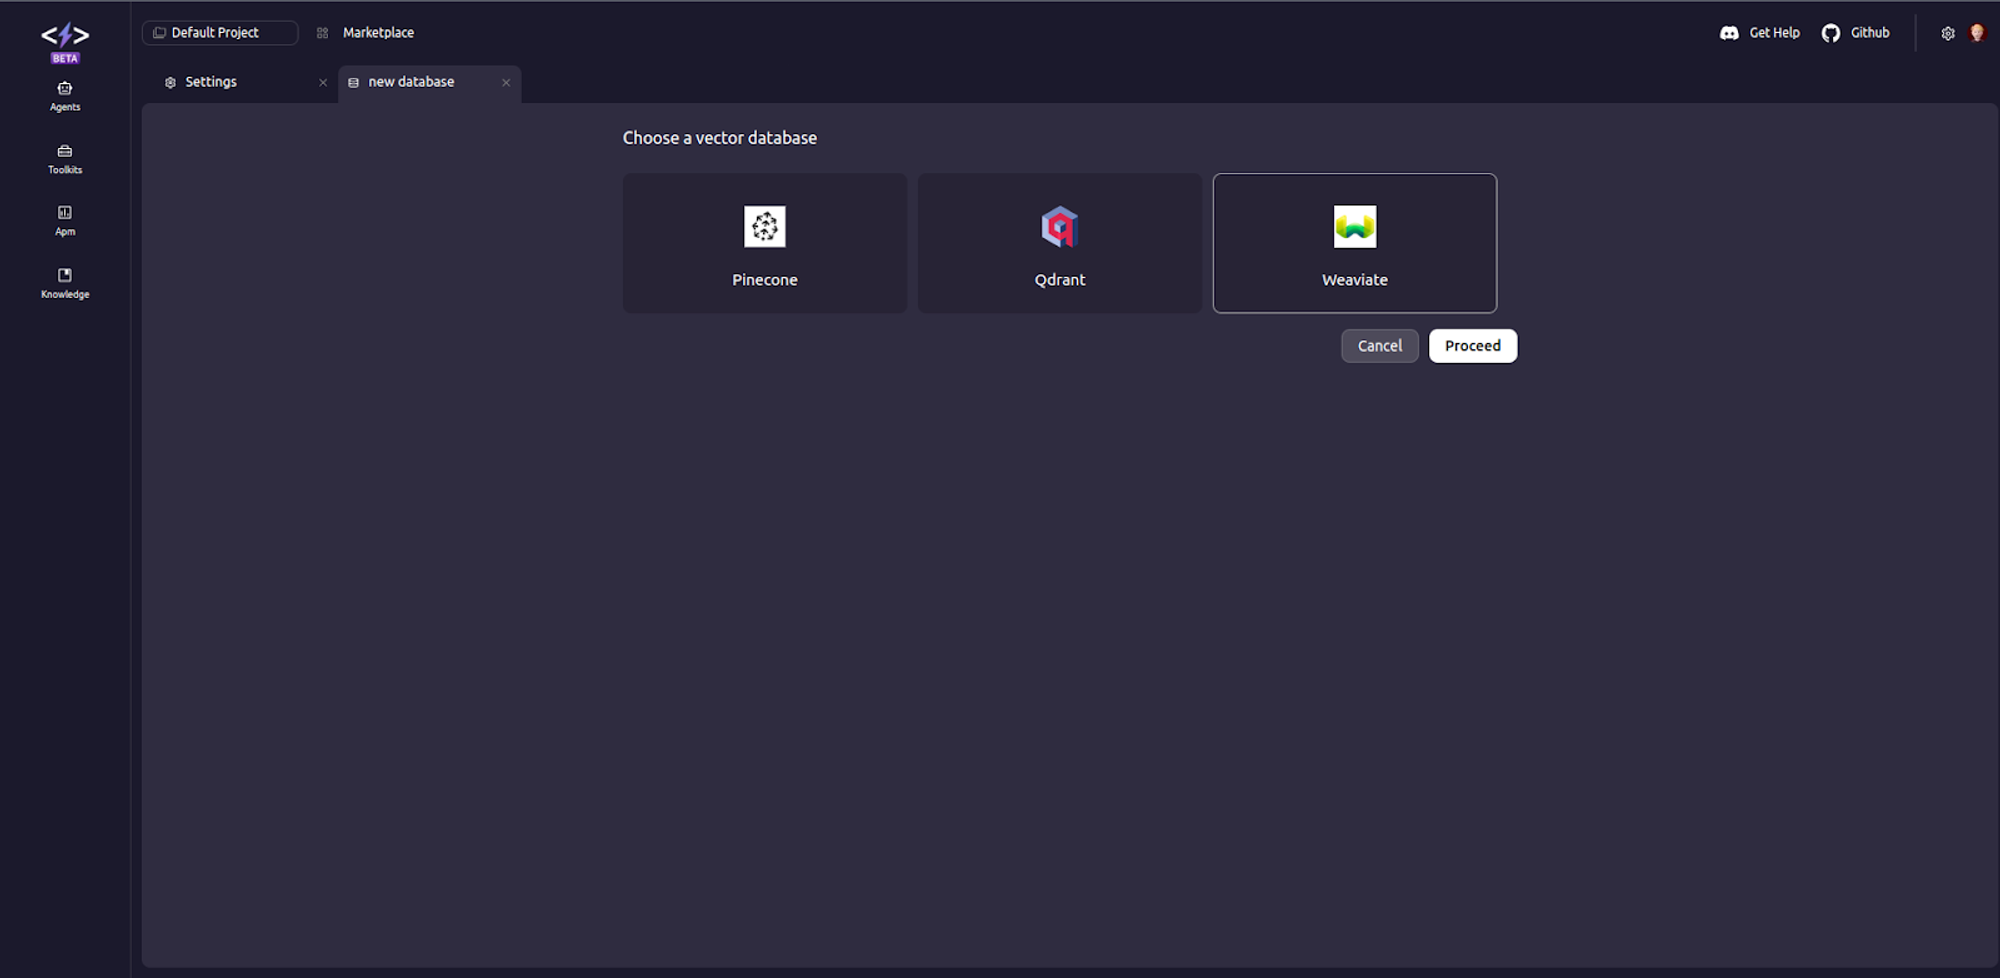 BETA
Agents
Toolkits
Apm
Knowledge
Default Project
Marketplace
Get Help
Github
Settings
new database
Choose a vector database
Pinecone
Qdrant
Weaviate
Cancel
Proceed